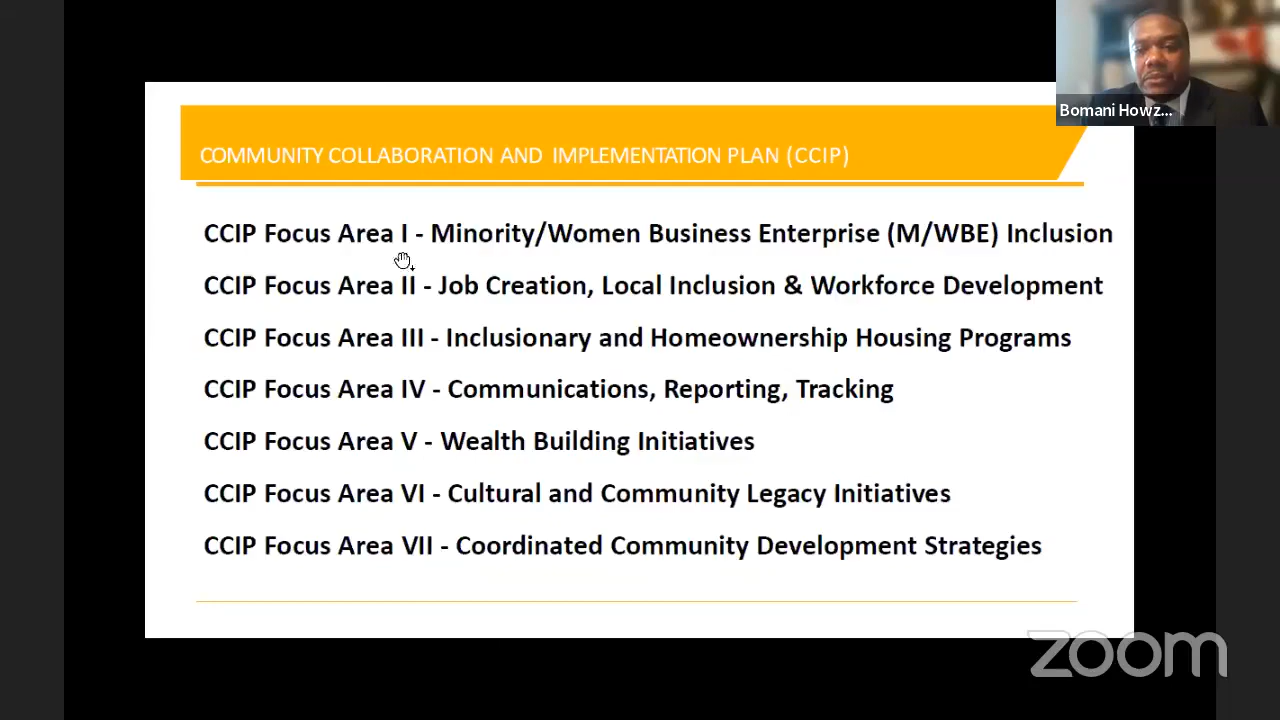 Bomani Howz...
COMMUNITY COLLABORATION AND IMPLEMENTATION PLAN (CCIP)
CCIP Focus Area I - Minority/Women Business Enterprise (M/WBE) Inclusion
CCIP Focus Area II - Job Creation, Local Inclusion & Workforce Development
CCIP Focus Area III - Inclusionary and Homeownership Housing Programs
CCIP Focus Area IV - Communications, Reporting, Tracking
CCIP Focus Area V - Wealth Building Initiatives
CCIP Focus Area VI - Cultural and Community Legacy Initiatives
CCIP Focus Area VII - Coordinated Community Development Strategies
zoom